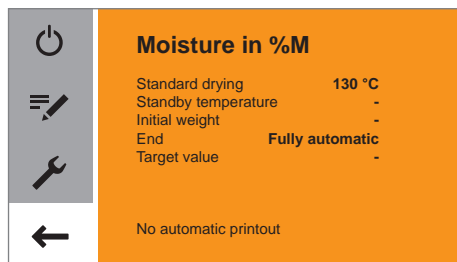 Moisture in %M
Standard drying 130 °C
Standby temperature -
Initial weight -
End Fully automatic
Target value -
No automatic printout